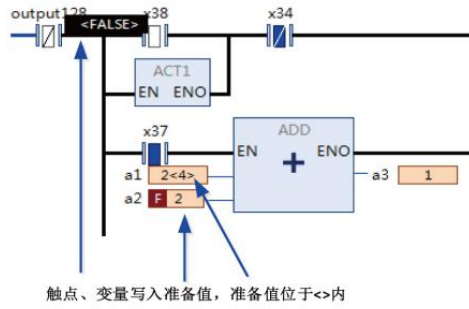 output128 <FALSE> x38 x34
ACT1
EN ENO
x37
ADD
EN ENO
+
a1 2<4>
a3 1
a2 F 2
触点、变量写入准备值，准备值位于<>内